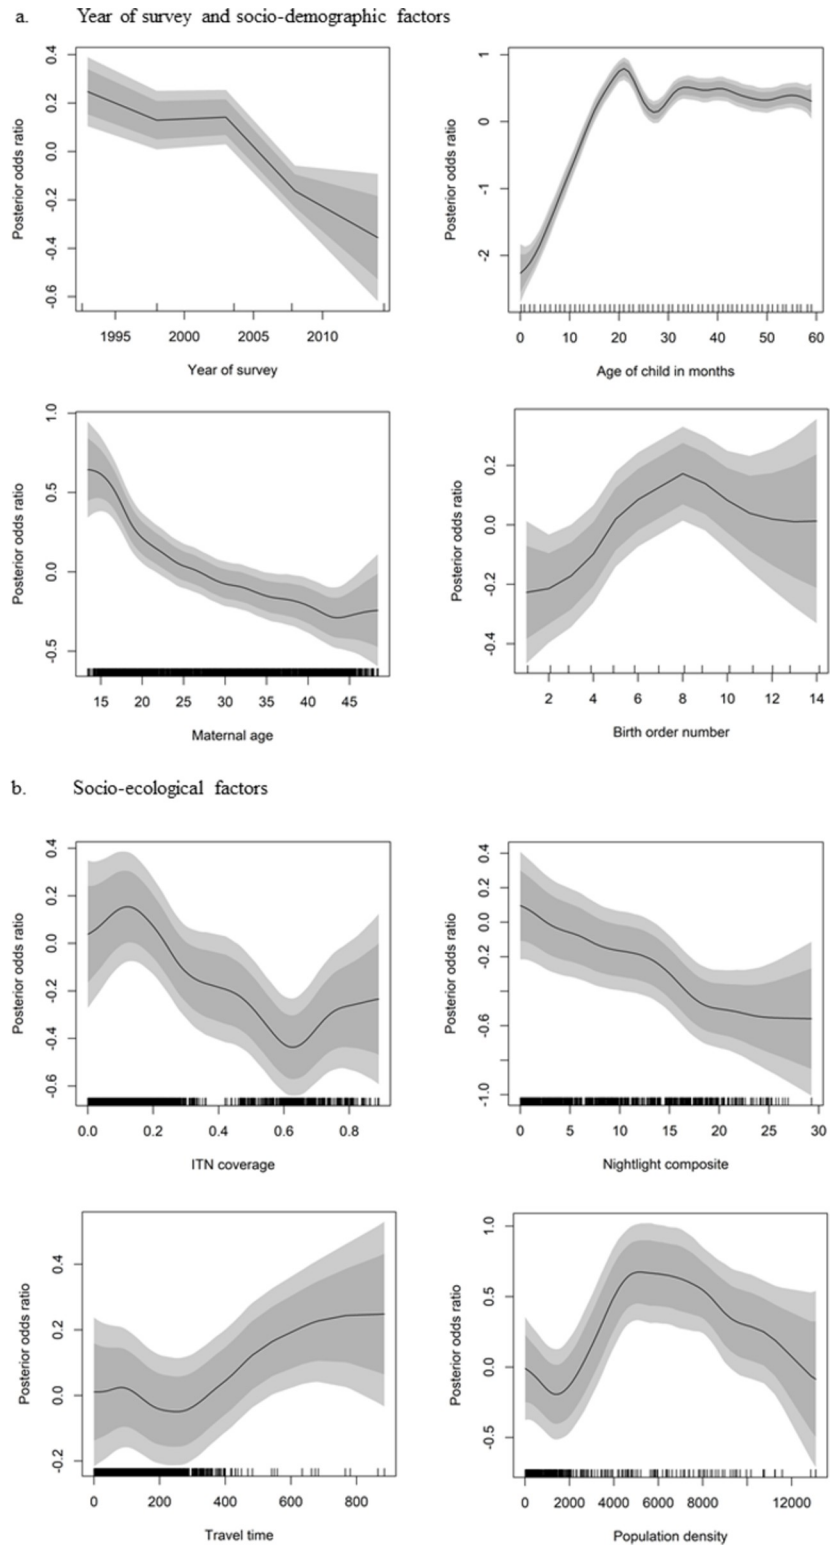 a. Year of survey and socio-demographic factors
Posterior odds ratio
0.4
0.2
0.0
-0.2
-0.4
-0.6
1995 2000 2005 2010
Year of survey
Posterior odds ratio
1
0
-1
-2
0 10 20 30 40 50 60
Age of child in months
Posterior odds ratio
1.0
0.5
0.0
-0.5
15 20 25 30 35 40 45
Maternal age
Posterior odds ratio
0.2
0.0
-0.2
-0.4
2 4 6 8 10 12 14
Birth order number
b. Socio-ecological factors
Posterior odds ratio
0.4
0.2
0.0
-0.2
-0.4
-0.6
0.0 0.2 0.4 0.6 0.8
ITN coverage
Posterior odds ratio
0.4
0.2
0.0
-0.2
-0.6
-1.0
0 5 10 15 20 25 30
Nightlight composite
Posterior odds ratio
0.4
0.2
0.0
-0.2
0 200 400 600 800
Travel time
Posterior odds ratio
1.0
0.5
0.0
-0.5
0 2000 4000 6000 8000 12000
Population density